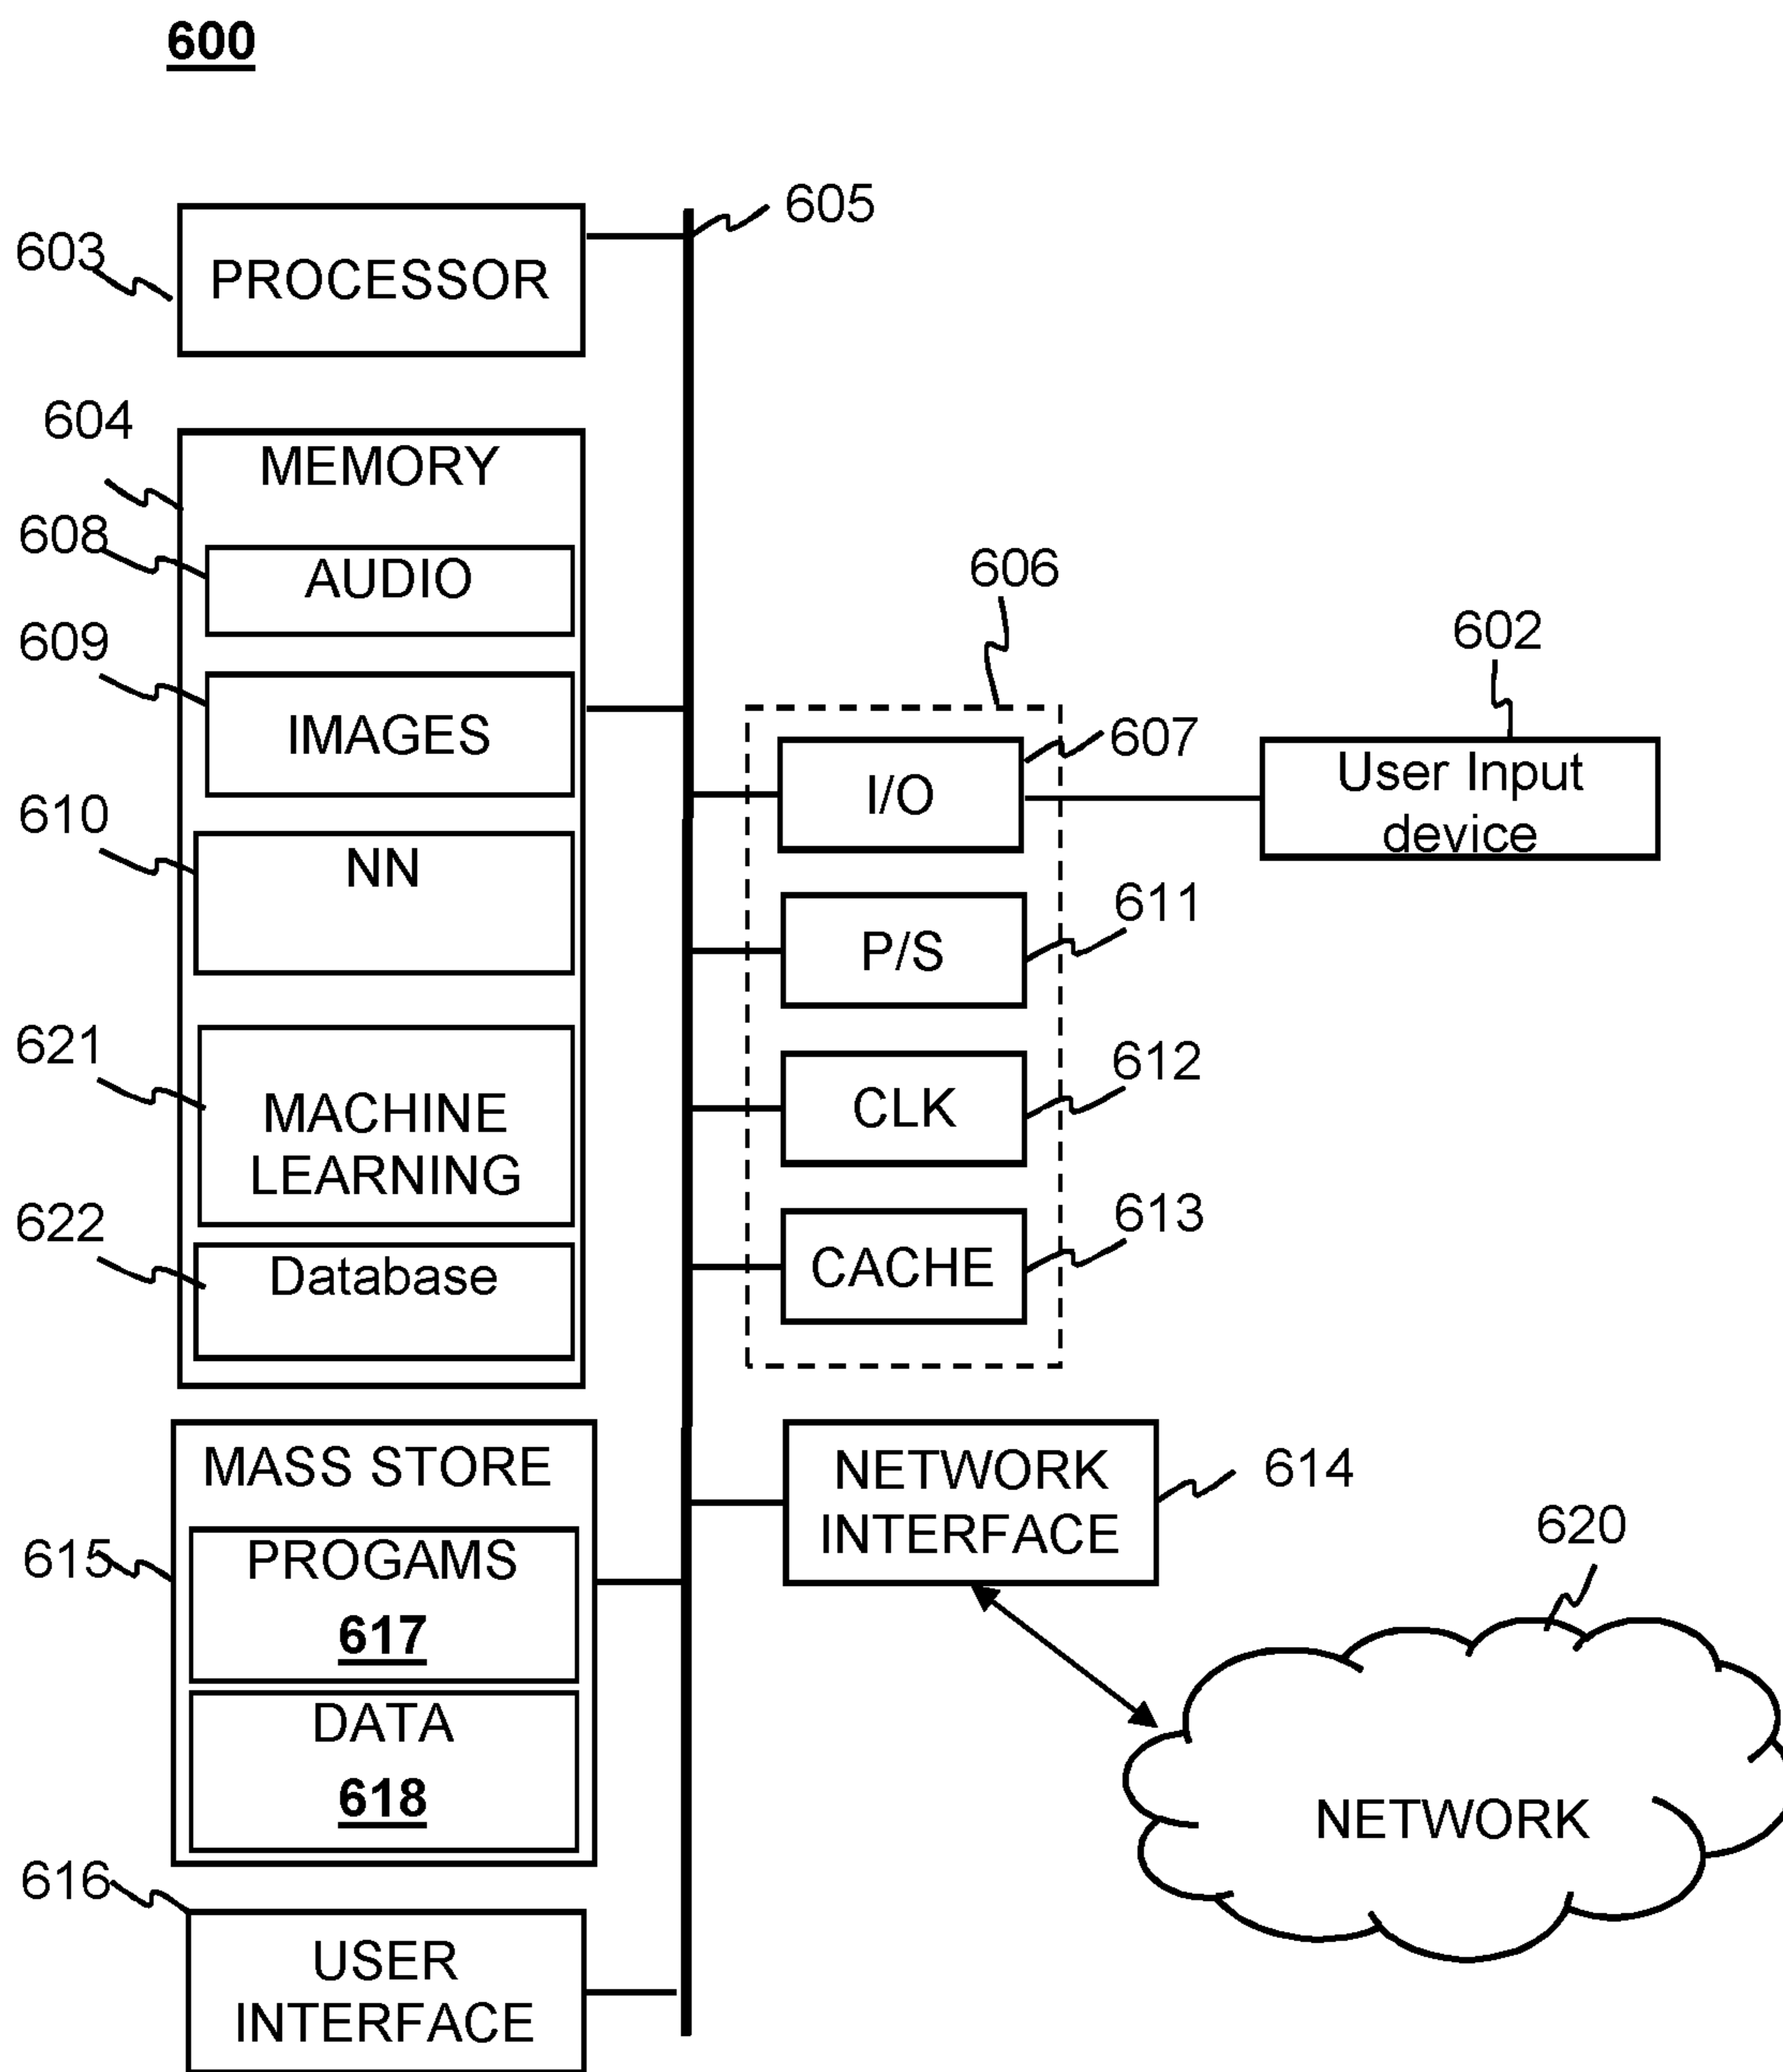 600
605
603
PROCESSOR
604
MEMORY
608
AUDIO
606
609
IMAGES
602
607
I/O
User Input
device
610
NN
611
P/S
621
MACHINE
LEARNING
612
CLK
622
Database
613
CACHE
MASS STORE
NETWORK
INTERFACE
614
615
PROGAMS
617
620
DATA
618
NETWORK
616
USER
INTERFACE